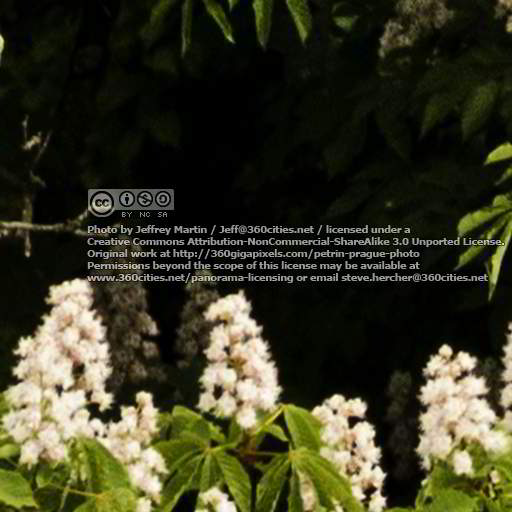 cc
BY NC SA
Photo by Jeffrey Martin / Jeff@360cities.net / licensed under a
Creative Commons Attribution-NonCommercial-ShareAlike 3.0 Unported License.
Original work at http://360gigapixels.com/petrin-prague-photo
Permissions beyond the scope of this license may be available at
www.360cities.net/panorama-licensing or email steve.hercher@360cities.net